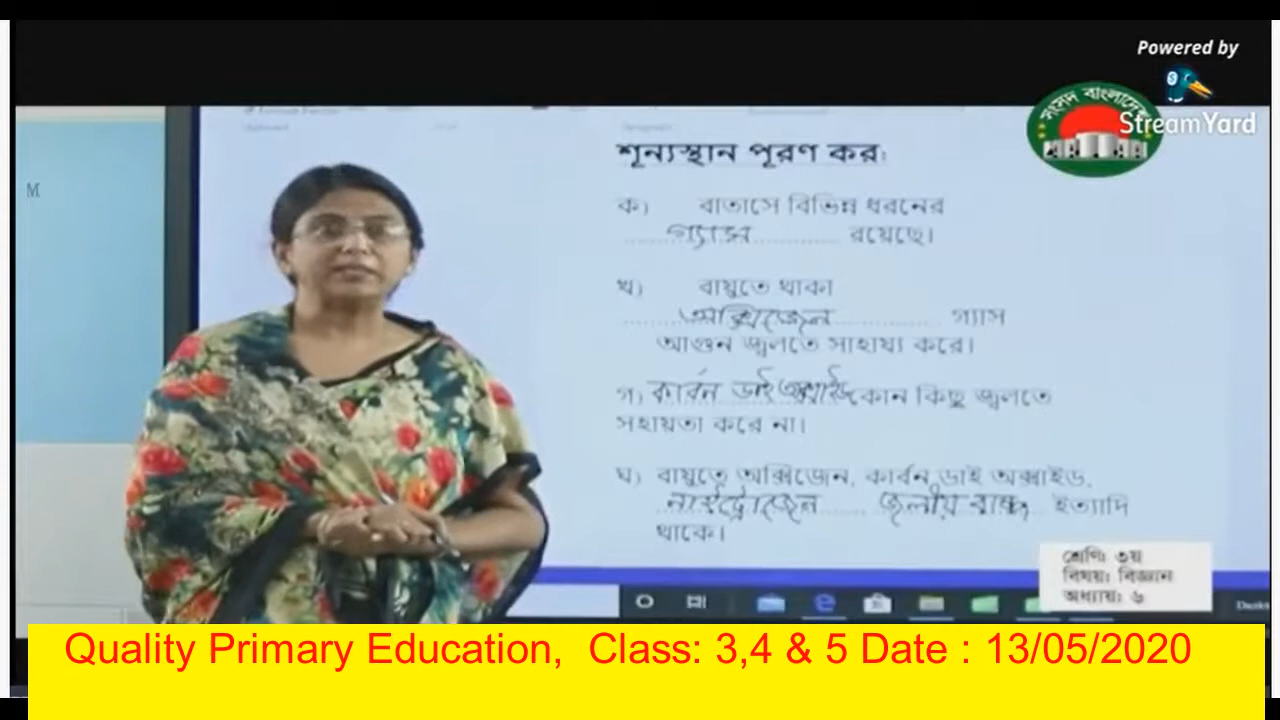 Powered by
StreamYard
সংসদ বাংলাদেশ
M
শূন্যস্থান পূরণ কর:
ক) বাতাসে বিভিন্ন ধরনের
গ্যাস রয়েছে।
খ) বায়ুতে থাকা
অক্সিজেন গ্যাস
আগুন জ্বলতে সাহায্য করে।
গ) কার্বন ডাইঅক্সাইড কোন কিছু জ্বলতে
সহায়তা করে না।
ঘ) বায়ুতে অক্সিজেন, কার্বন ডাই অক্সাইড,
নাইট্রোজেন জলীয় বাষ্প ইত্যাদি
থাকে।
শ্রেণি: ৩য়
বিষয়: বিজ্ঞান
অধ্যায়: ৬
Quality Primary Education, Class: 3,4 & 5 Date : 13/05/2020